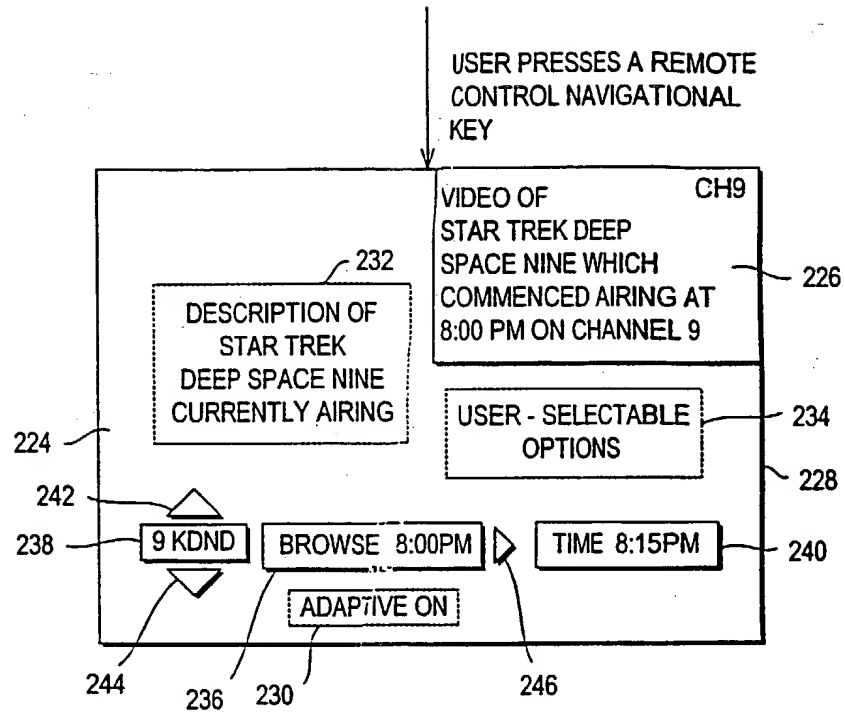 USER PRESSES A REMOTE
CONTROL NAVIGATIONAL
KEY
CH9
VIDEO OF
STAR TREK DEEP
SPACE NINE WHICH
COMMENCED AIRING AT
8:00 PM ON CHANNEL 9
226
232
DESCRIPTION OF
STAR TREK
DEEP SPACE NINE
CURRENTLY AIRING
USER - SELECTABLE
OPTIONS
234
224
228
242
238
9 KDND
BROWSE 8:00PM
TIME 8:15PM
240
ADAPTIVE ON
244
236
230
246